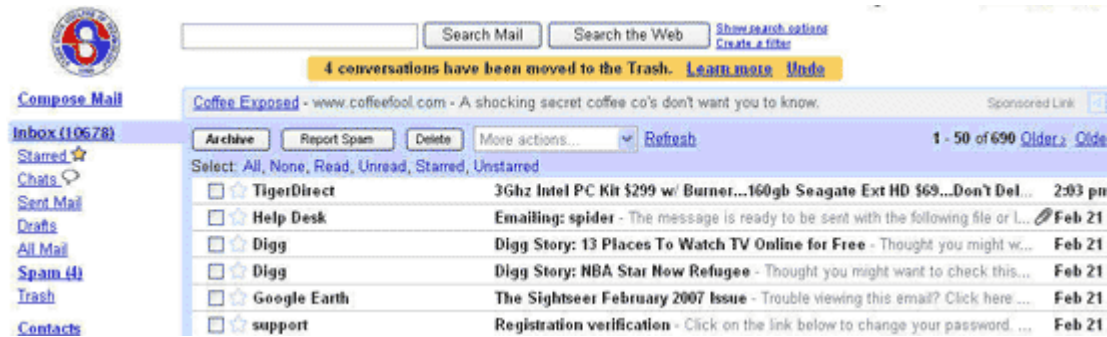 Search Mail Search the Web Show search options
Create a filter
4 conversations have been moved to the Trash. Learn more Undo
Compose Mail
Coffee Exposed - www.coffeefool.com - A shocking secret coffee co's don't want you to know. Sponsored Link
Inbox (10678)
Archive Report Spam Delete More actions... Refresh 1 - 50 of 690 Older › Olde
Starred
Select: All, None, Read, Unread, Starred, Unstarred
Chats
TigerDirect 3Ghz Intel PC Kit $299 w/ Burner...160gb Seagate Ext HD $69...Don't Del... 2:03 pm
Sent Mail
Help Desk Emailing: spider - The message is ready to be sent with the following file or l... Feb 21
Drafts
Digg Digg Story: 13 Places To Watch TV Online for Free - Thought you might w... Feb 21
All Mail
Spam (4)
Digg Digg Story: NBA Star Now Refugee - Thought you might want to check this... Feb 21
Trash
Google Earth The Sightseer February 2007 Issue - Trouble viewing this email? Click here ... Feb 21
Contacts
support Registration verification - Click on the link below to change your password. ... Feb 21